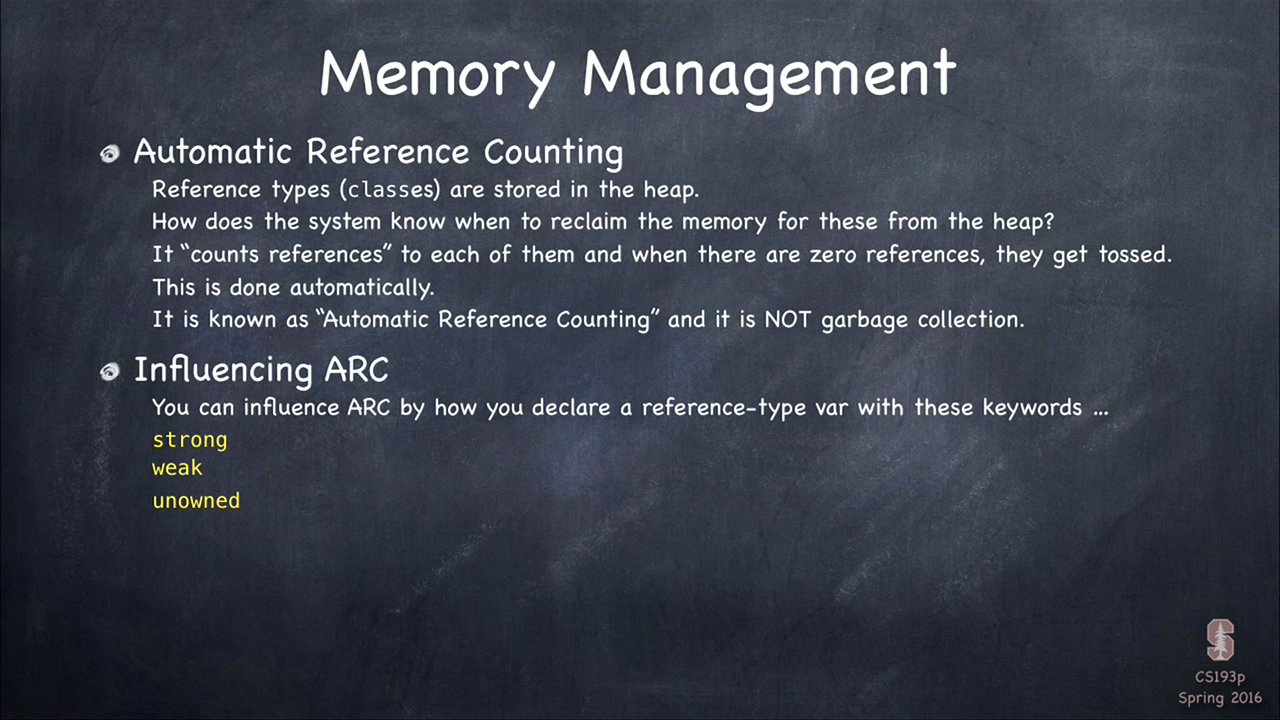 Memory Management
Automatic Reference Counting
Reference types (classes) are stored in the heap.
How does the system know when to reclaim the memory for these from the heap?
It “counts references” to each of them and when there are zero references, they get tossed.
This is done automatically.
It is known as “Automatic Reference Counting” and it is NOT garbage collection.
Influencing ARC
You can influence ARC by how you declare a reference-type var with these keywords ...
strong
weak
unowned
S
CS193p
Spring 2016